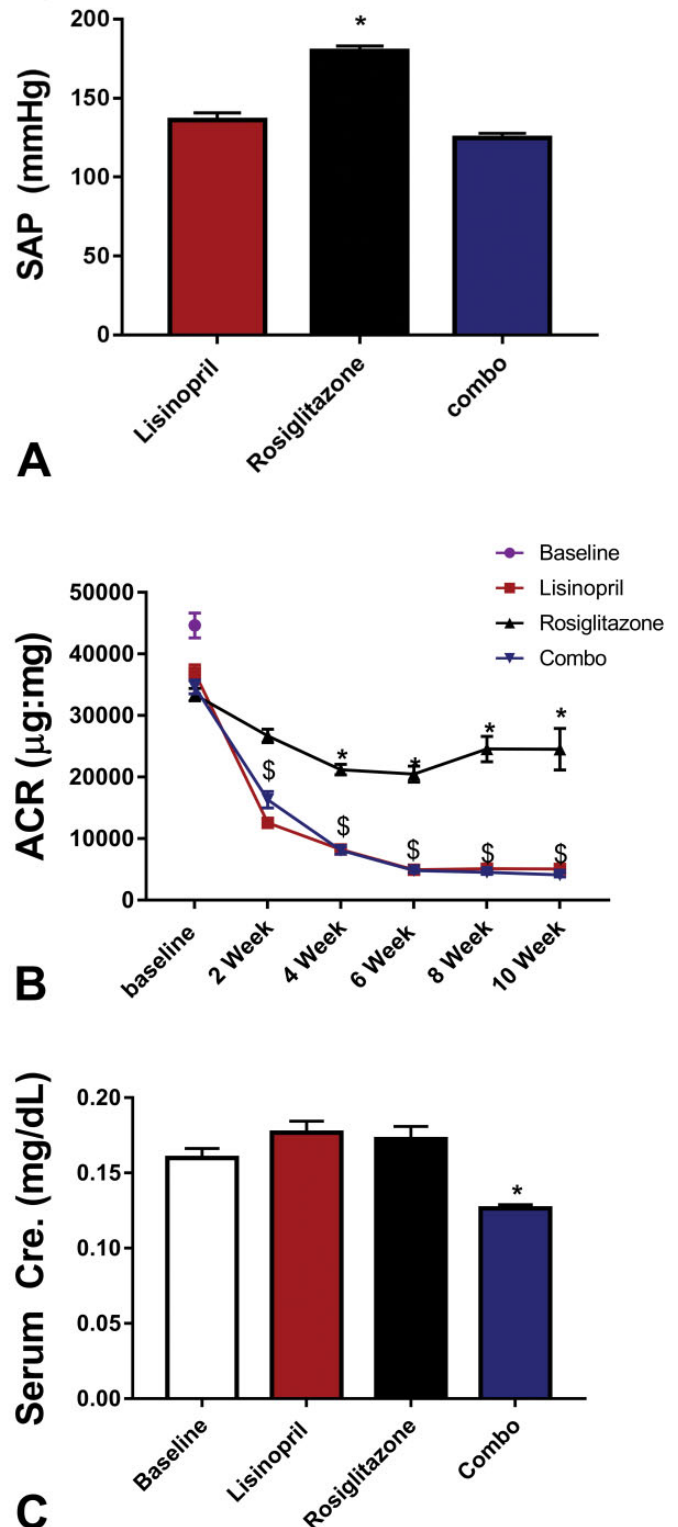 200
*
150
100
50
0
SAP (mmHg)
Lisinopril
Rosiglitazone
combo
A
Baseline
Lisinopril
Rosiglitazone
Combo
50000
40000
30000
20000
10000
0
ACR (µg:mg)
* * * *
$ $ $ $ $
baseline
2 Week
4 Week
6 Week
8 Week
10 Week
B
0.20
0.15
0.10
0.05
0.00
Serum Cre. (mg/dL)
*
Baseline
Lisinopril
Rosiglitazone
Combo
C